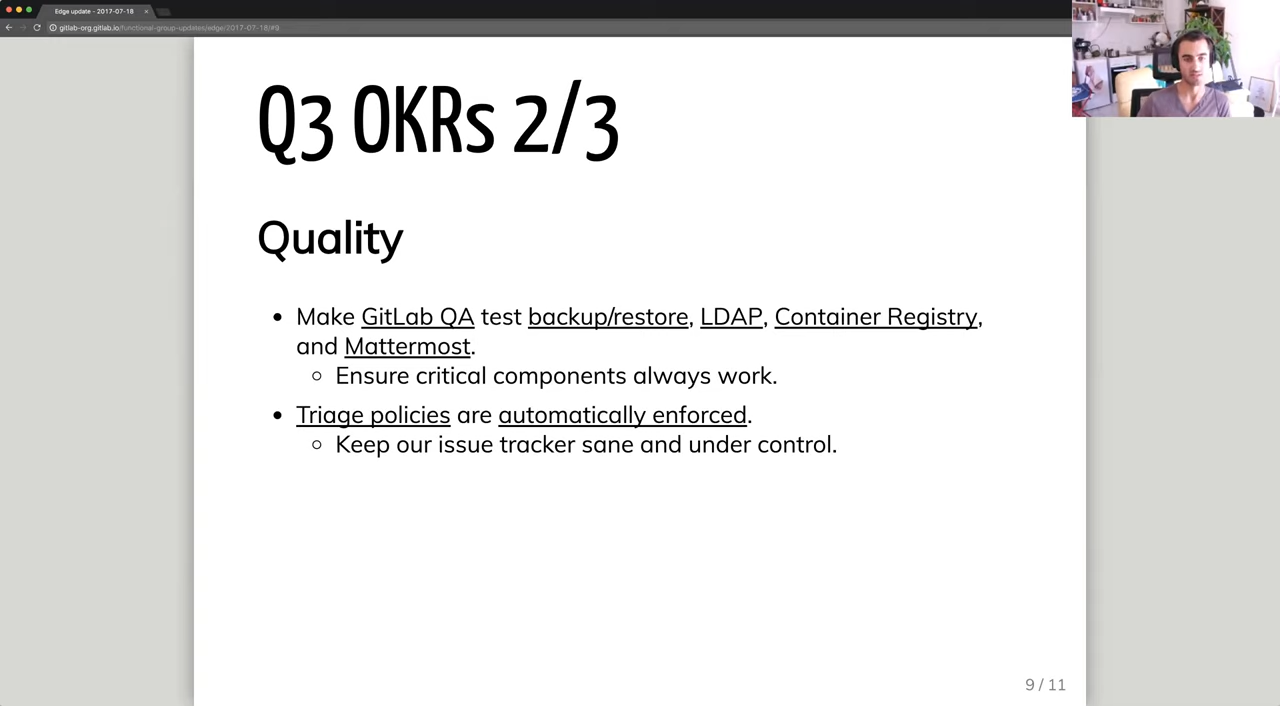 Edge update - 2017-07-18
gitlab-org.gitlab.io/functional-group-updates/edge/2017-07-18/#9
Q3 OKRs 2/3
Quality
Make GitLab QA test backup/restore, LDAP, Container Registry,
and Mattermost.
Ensure critical components always work.
Triage policies are automatically enforced.
Keep our issue tracker sane and under control.
9 / 11